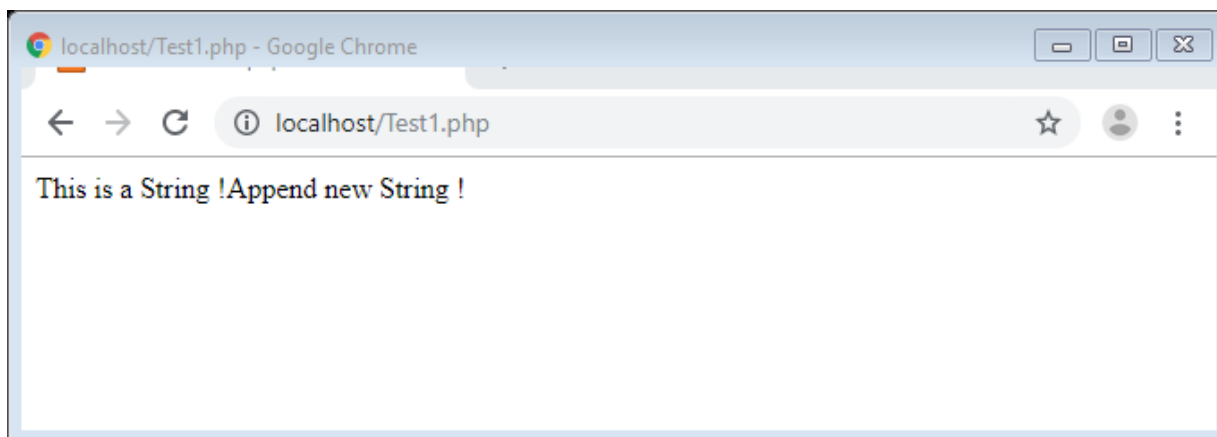 localhost/Test1.php - Google Chrome
localhost/Test1.php
This is a String !Append new String !